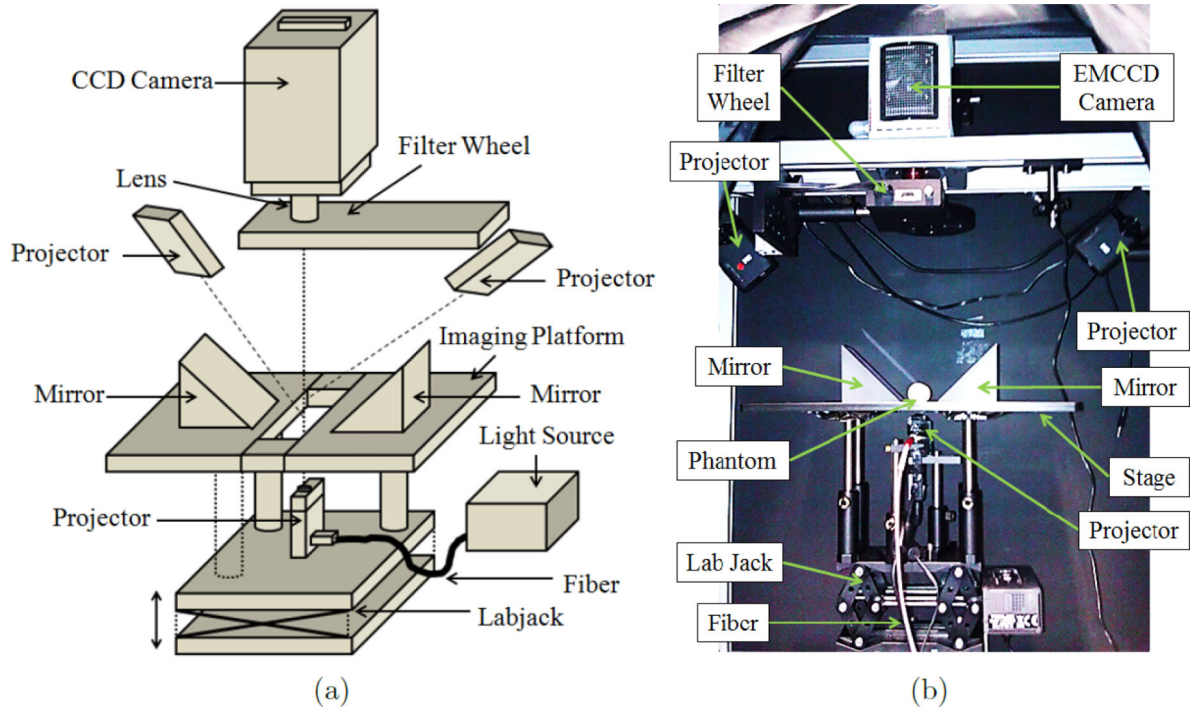 CCD Camera
Filter Wheel
Lens
Projector
Projector
Imaging Platform
Mirror
Mirror
Light Source
Projector
Fiber
Labjack
(a)
Filter
Wheel
EMCCD
Camera
Projector
Projector
Mirror
Mirror
Phantom
Stage
Projector
Lab Jack
Fiber
(b)